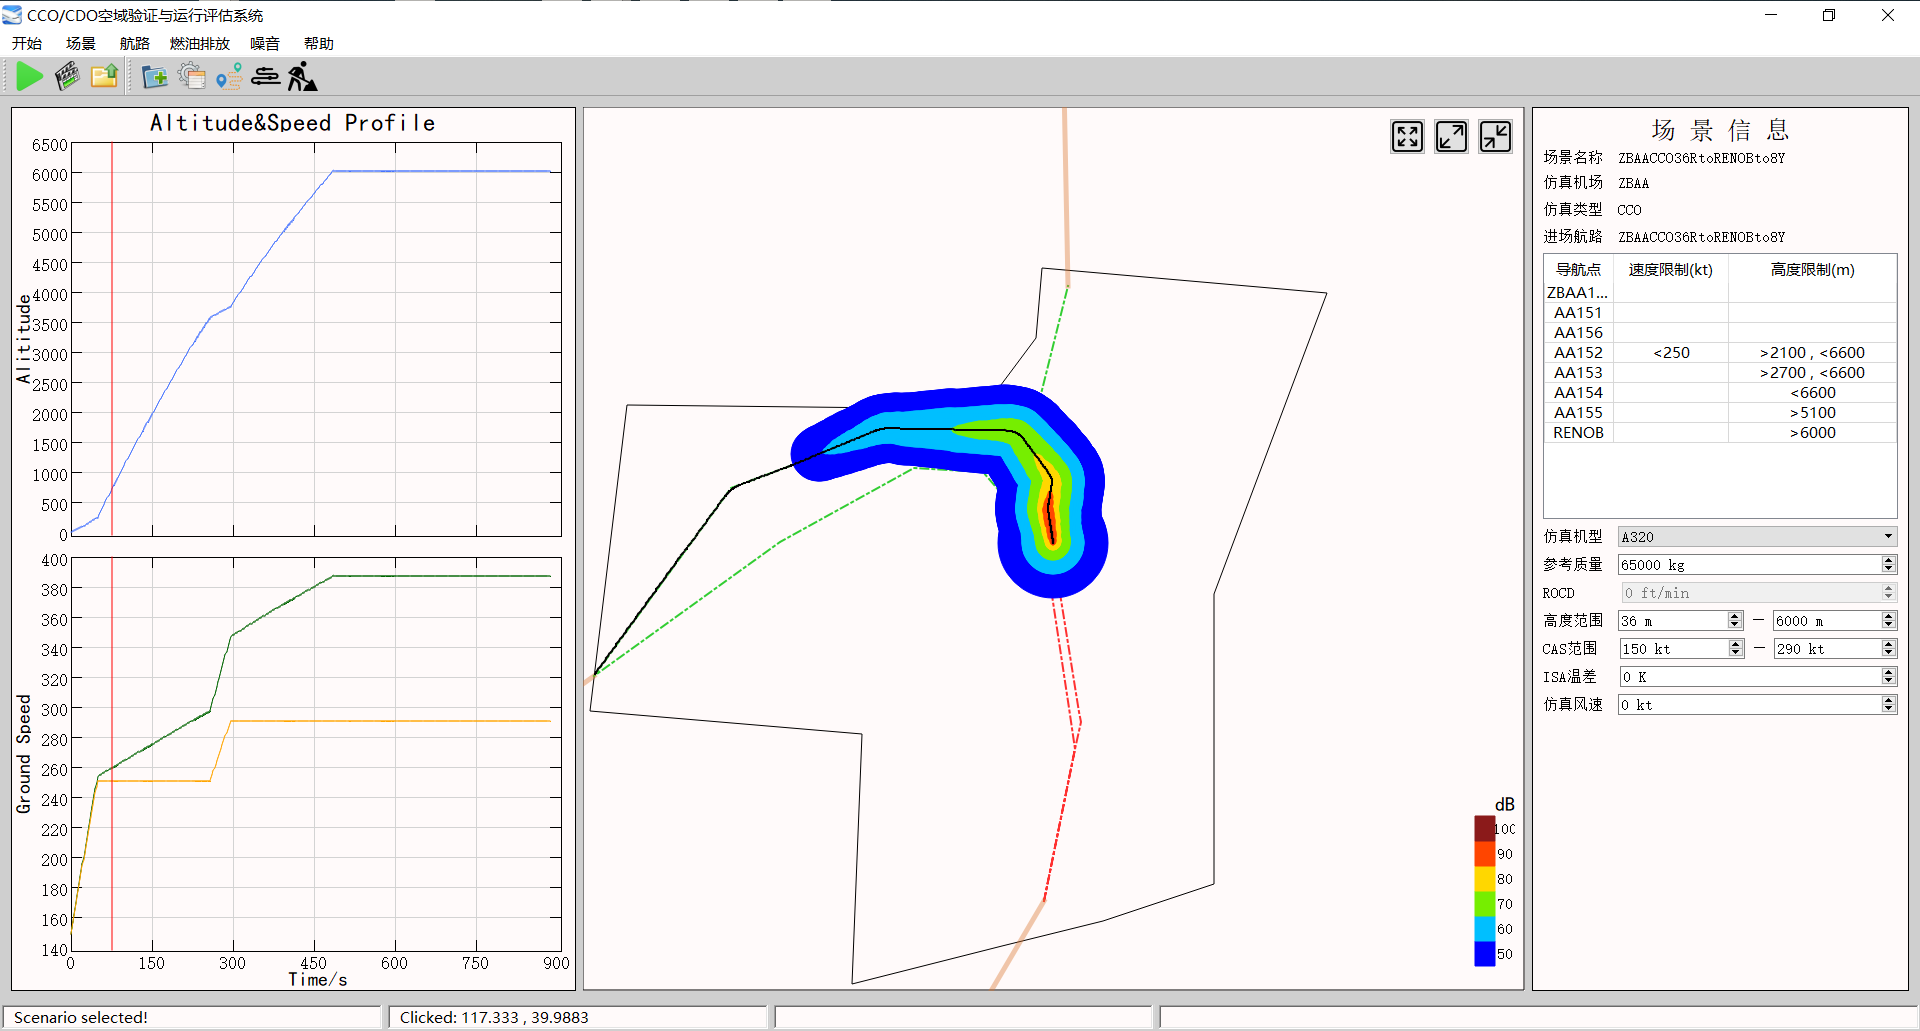 CCO/CDO空域验证与运行评估系统
开始 场景 航路 燃油排放 噪音 帮助
Altitude&Speed Profile
6500
6000
5500
5000
4500
4000
3500
3000
2500
2000
1500
1000
500
0
Altitude
400
380
360
340
320
300
280
260
240
220
200
180
160
140
Ground Speed
0 150 300 450 600 750 900
Time/s
dB
100
90
80
70
60
50
场景信息
场景名称 ZBAACCO36RtoRENOBto8Y
仿真机场 ZBAA
仿真类型 CCO
进场航路 ZBAACCO36RtoRENOBto8Y
导航点 速度限制(kt) 高度限制(m)
ZBAA1...
AA151
AA156
AA152 <250 >2100 , <6600
AA153 >2700 , <6600
AA154 <6600
AA155 >5100
RENOB >6000
仿真机型 A320
参考质量 65000 kg
ROCD 0 ft/min
高度范围 36 m — 6000 m
CAS范围 150 kt — 290 kt
ISA温差 0 K
仿真风速 0 kt
Scenario selected! Clicked: 117.333 , 39.9883